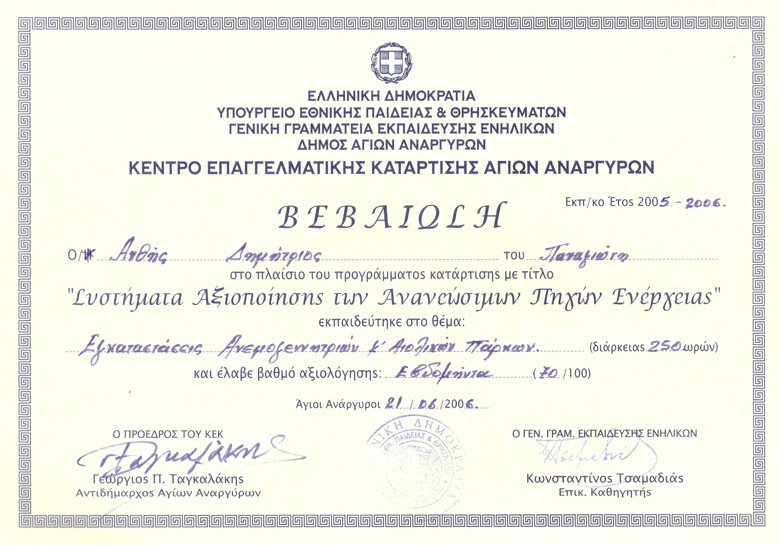 ΕΛΛΗΝΙΚΗ ΔΗΜΟΚΡΑΤΙΑ
ΥΠΟΥΡΓΕΙΟ ΕΘΝΙΚΗΣ ΠΑΙΔΕΙΑΣ & ΘΡΗΣΚΕΥΜΑΤΩΝ
ΓΕΝΙΚΗ ΓΡΑΜΜΑΤΕΙΑ ΕΚΠΑΙΔΕΥΣΗΣ ΕΝΗΛΙΚΩΝ
ΔΗΜΟΣ ΑΓΙΩΝ ΑΝΑΡΓΥΡΩΝ
ΚΕΝΤΡΟ ΕΠΑΓΓΕΛΜΑΤΙΚΗΣ ΚΑΤΑΡΤΙΣΗΣ ΑΓΙΩΝ ΑΝΑΡΓΥΡΩΝ
Εκπ/κο Έτος 2005-2006.
ΒΕΒΑΙΩΣΗ
Ο/Η Ανθής Δημήτριος του Παναγιώτη
στο πλαίσιο του προγράμματος κατάρτισης με τίτλο
"Συστήματα Αξιοποίησης των Ανανεώσιμων Πηγών Ενέργειας"
εκπαιδεύτηκε στο θέμα:
Εγκαταστάσεις Ανεμογεννητριών κ' Αιολικών Πάρκων. (διάρκειας 250 ωρών)
και έλαβε βαθμό αξιολόγησης: Εβδομήντα (70/100)
Άγιοι Ανάργυροι 21/06/2006.
Ο ΠΡΟΕΔΡΟΣ ΤΟΥ ΚΕΚ
Γεώργιος Π. Ταγκαλάκης
Αντιδήμαρχος Αγίων Αναργύρων
Ο ΓΕΝ. ΓΡΑΜ. ΕΚΠΑΙΔΕΥΣΗΣ ΕΝΗΛΙΚΩΝ
Κωνσταντίνος Τσαμαδιάς
Επικ. Καθηγητής